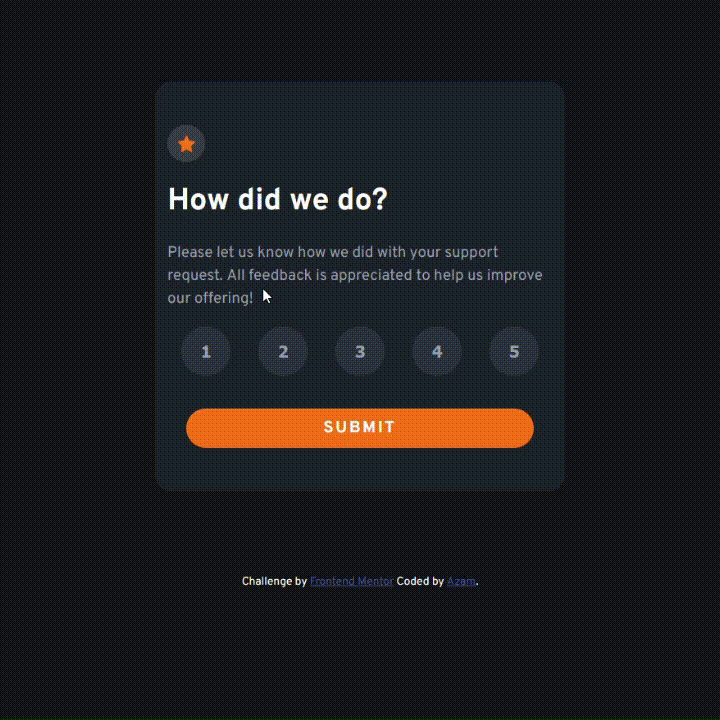 How did we do?
Please let us know how we did with your support
request. All feedback is appreciated to help us improve
our offering!
1 2 3 4 5
SUBMIT
Challenge by Frontend Mentor Coded by Azam.